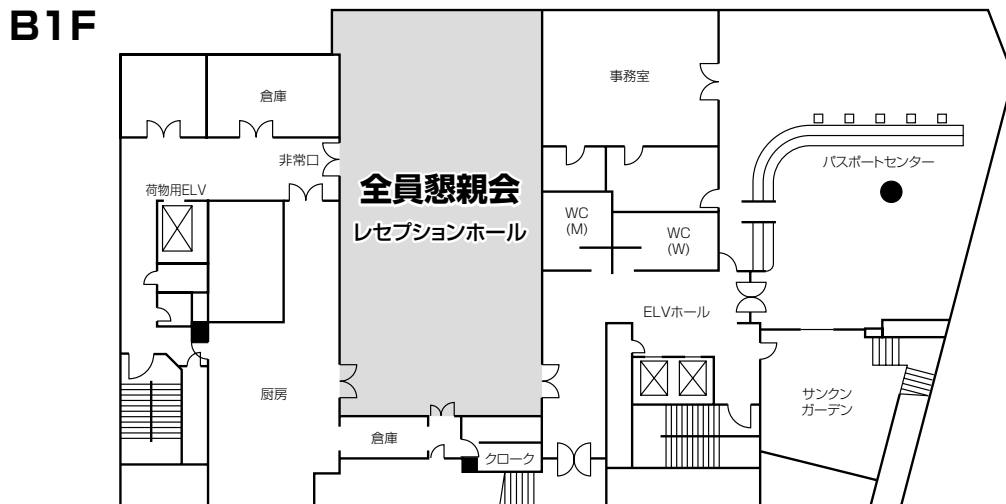 B1F
倉庫
事務室
非常口
パスポートセンター
荷物用ELV
全員懇親会
レセプションホール
WC
(M)
WC
(W)
ELVホール
厨房
サンクン
ガーデン
倉庫
クローク